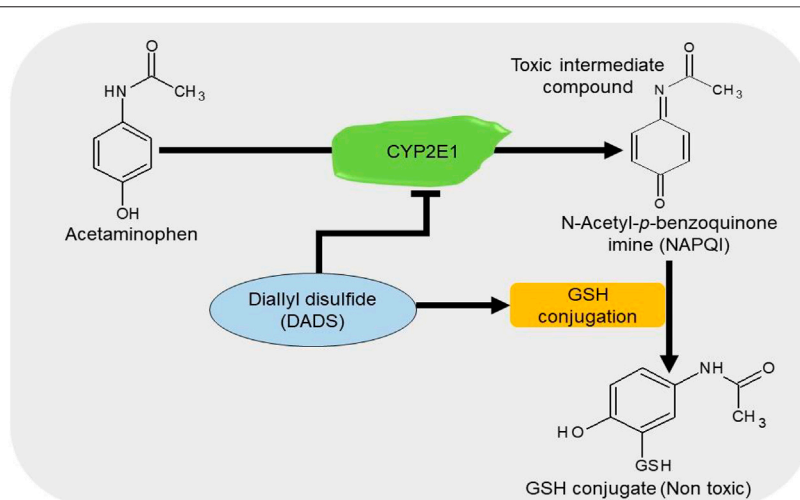 O
HN
CH3
OH
Acetaminophen
CYP2E1
Toxic intermediate
compound
O
N
CH3
O
N-Acetyl-p-benzoquinone
imine (NAPQI)
Diallyl disulfide
(DADS)
GSH
conjugation
NH
O
CH3
HO
GSH
GSH conjugate (Non toxic)